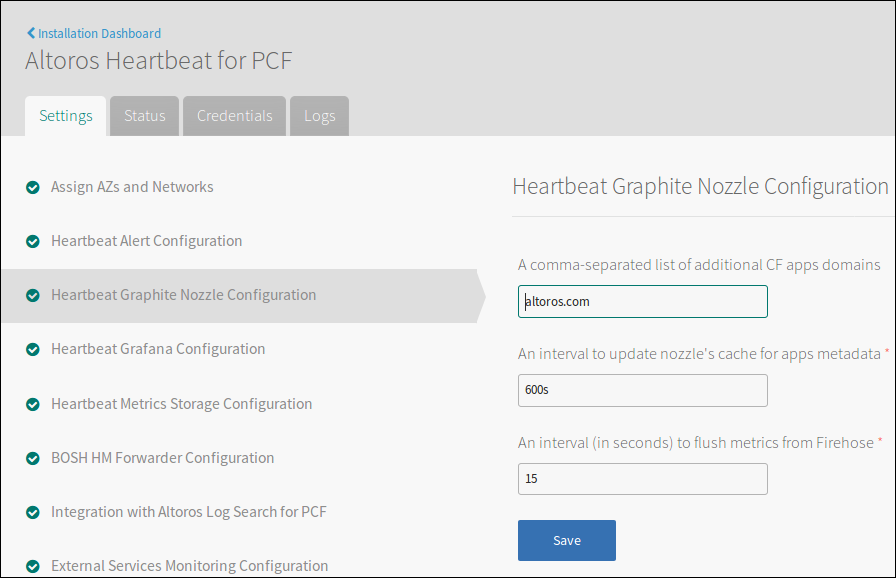 Installation Dashboard
Altoros Heartbeat for PCF
Settings
Status
Credentials
Logs
Assign AZs and Networks
Heartbeat Alert Configuration
Heartbeat Graphite Nozzle Configuration
Heartbeat Grafana Configuration
Heartbeat Metrics Storage Configuration
BOSH HM Forwarder Configuration
Integration with Altoros Log Search for PCF
External Services Monitoring Configuration
Heartbeat Graphite Nozzle Configuration
A comma-separated list of additional CF apps domains
altoros.com
An interval to update nozzle's cache for apps metadata *
600s
An interval (in seconds) to flush metrics from Firehose *
15
Save